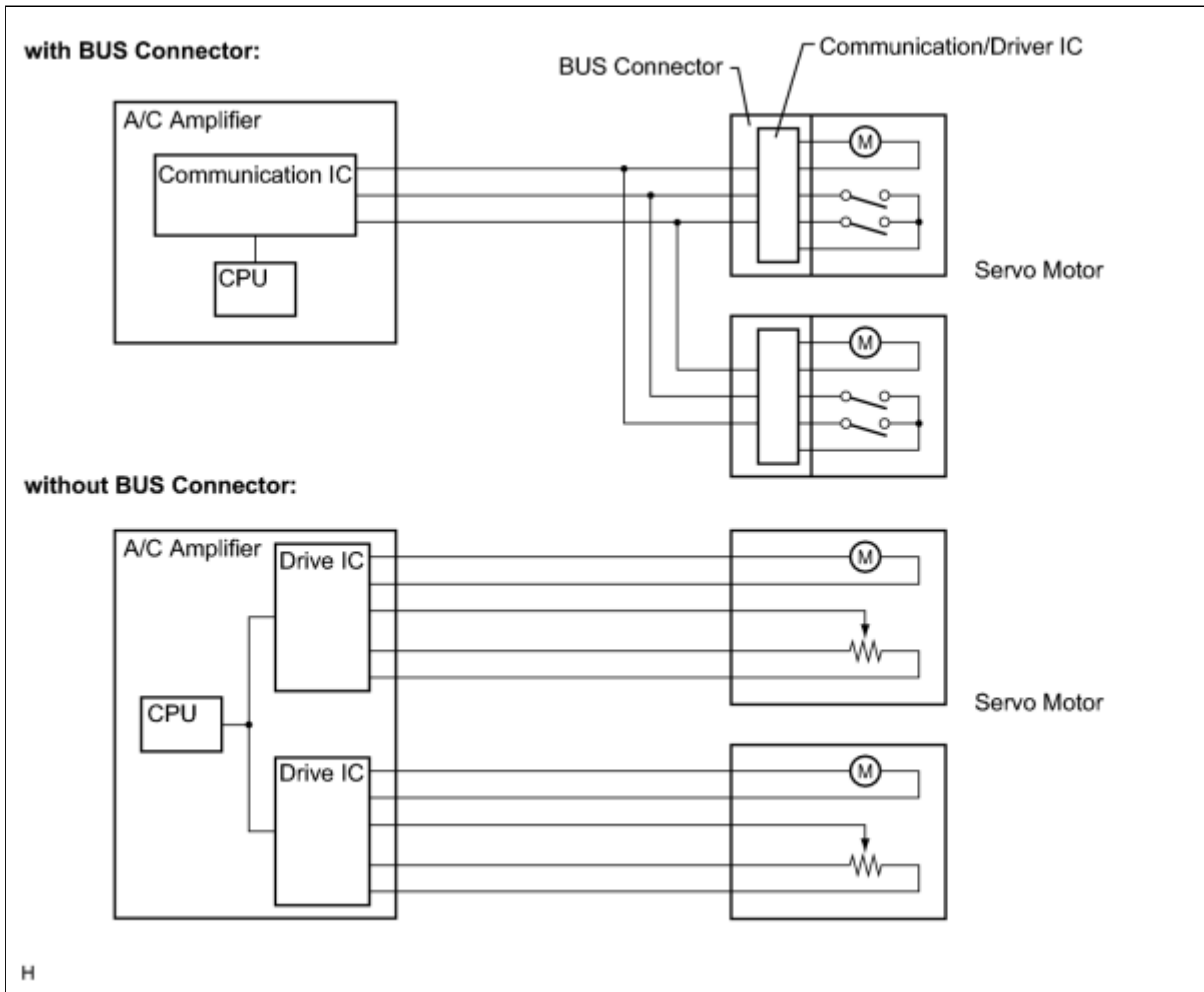 with BUS Connector:
Communication/Driver IC
BUS Connector
A/C Amplifier
Communication IC
CPU
M
Servo Motor
M
without BUS Connector:
A/C Amplifier
Drive IC
M
CPU
Servo Motor
Drive IC
M
H